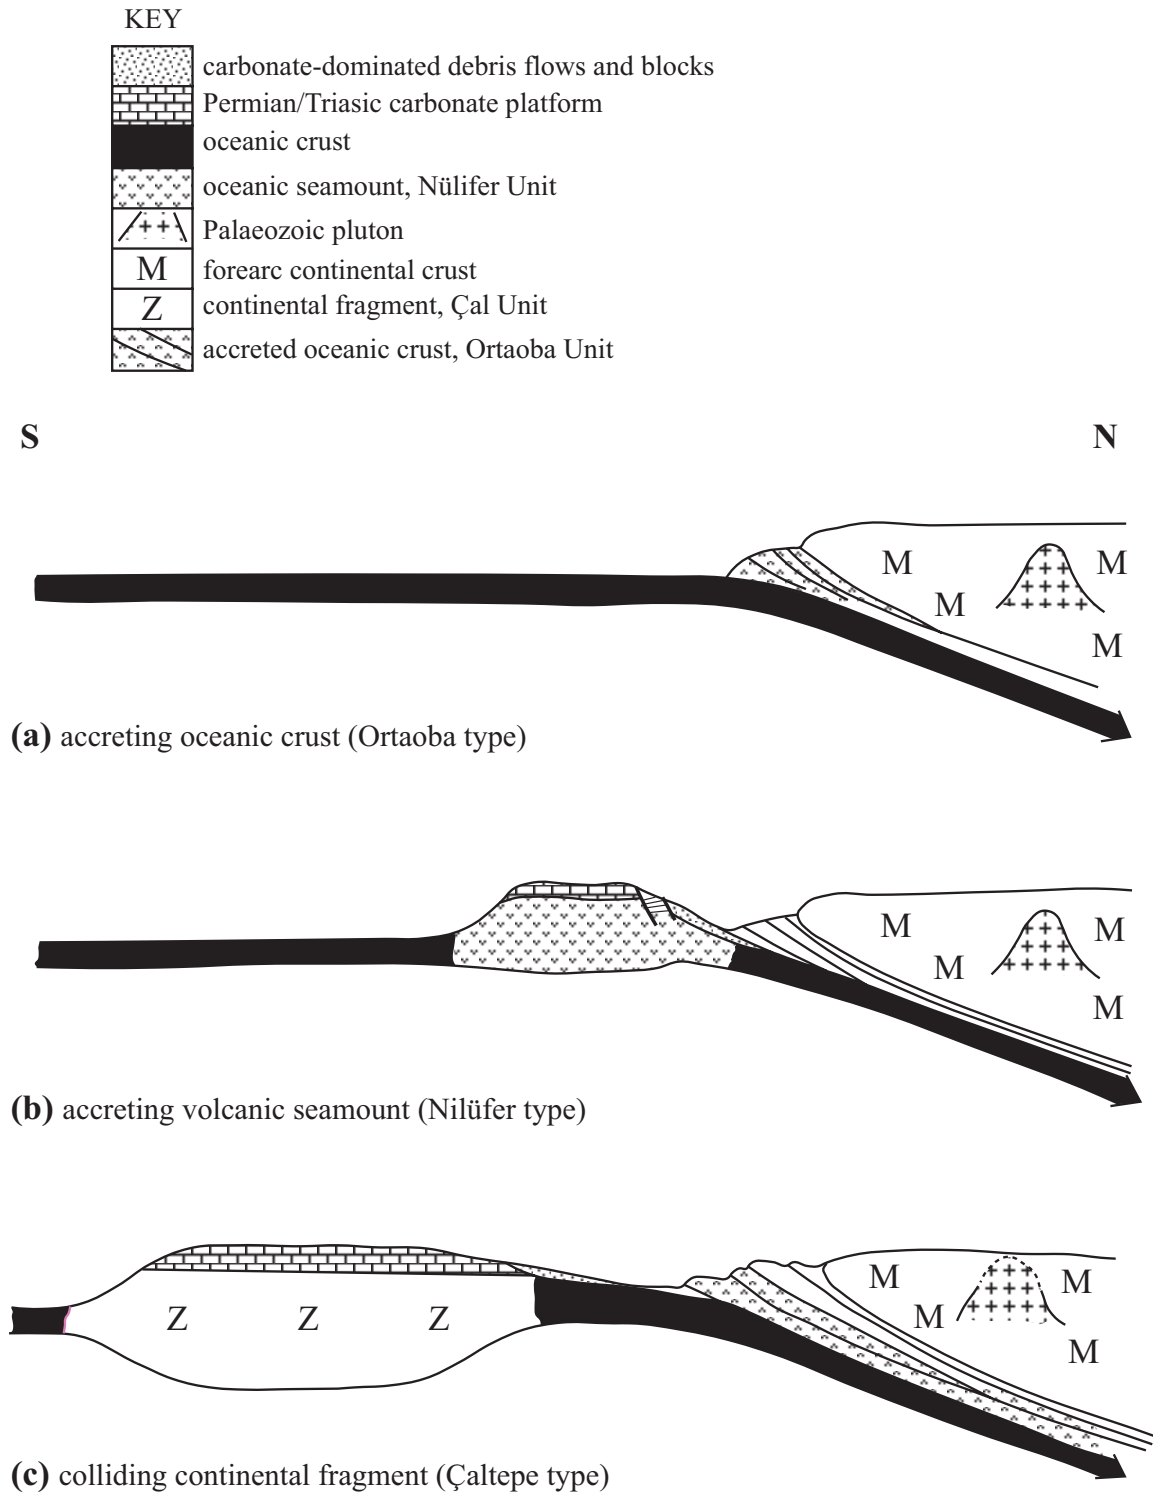 KEY
carbonate-dominated debris flows and blocks
Permian/Triasic carbonate platform
oceanic crust
oceanic seamount, Nülifer Unit
Palaeozoic pluton
M forearc continental crust
Z continental fragment, Çal Unit
accreted oceanic crust, Ortaoba Unit
S N
M M
M
M
(a) accreting oceanic crust (Ortaoba type)
M M
M
M
(b) accreting volcanic seamount (Nilüfer type)
M M
Z Z Z M
M
(c) colliding continental fragment (Çaltepe type)